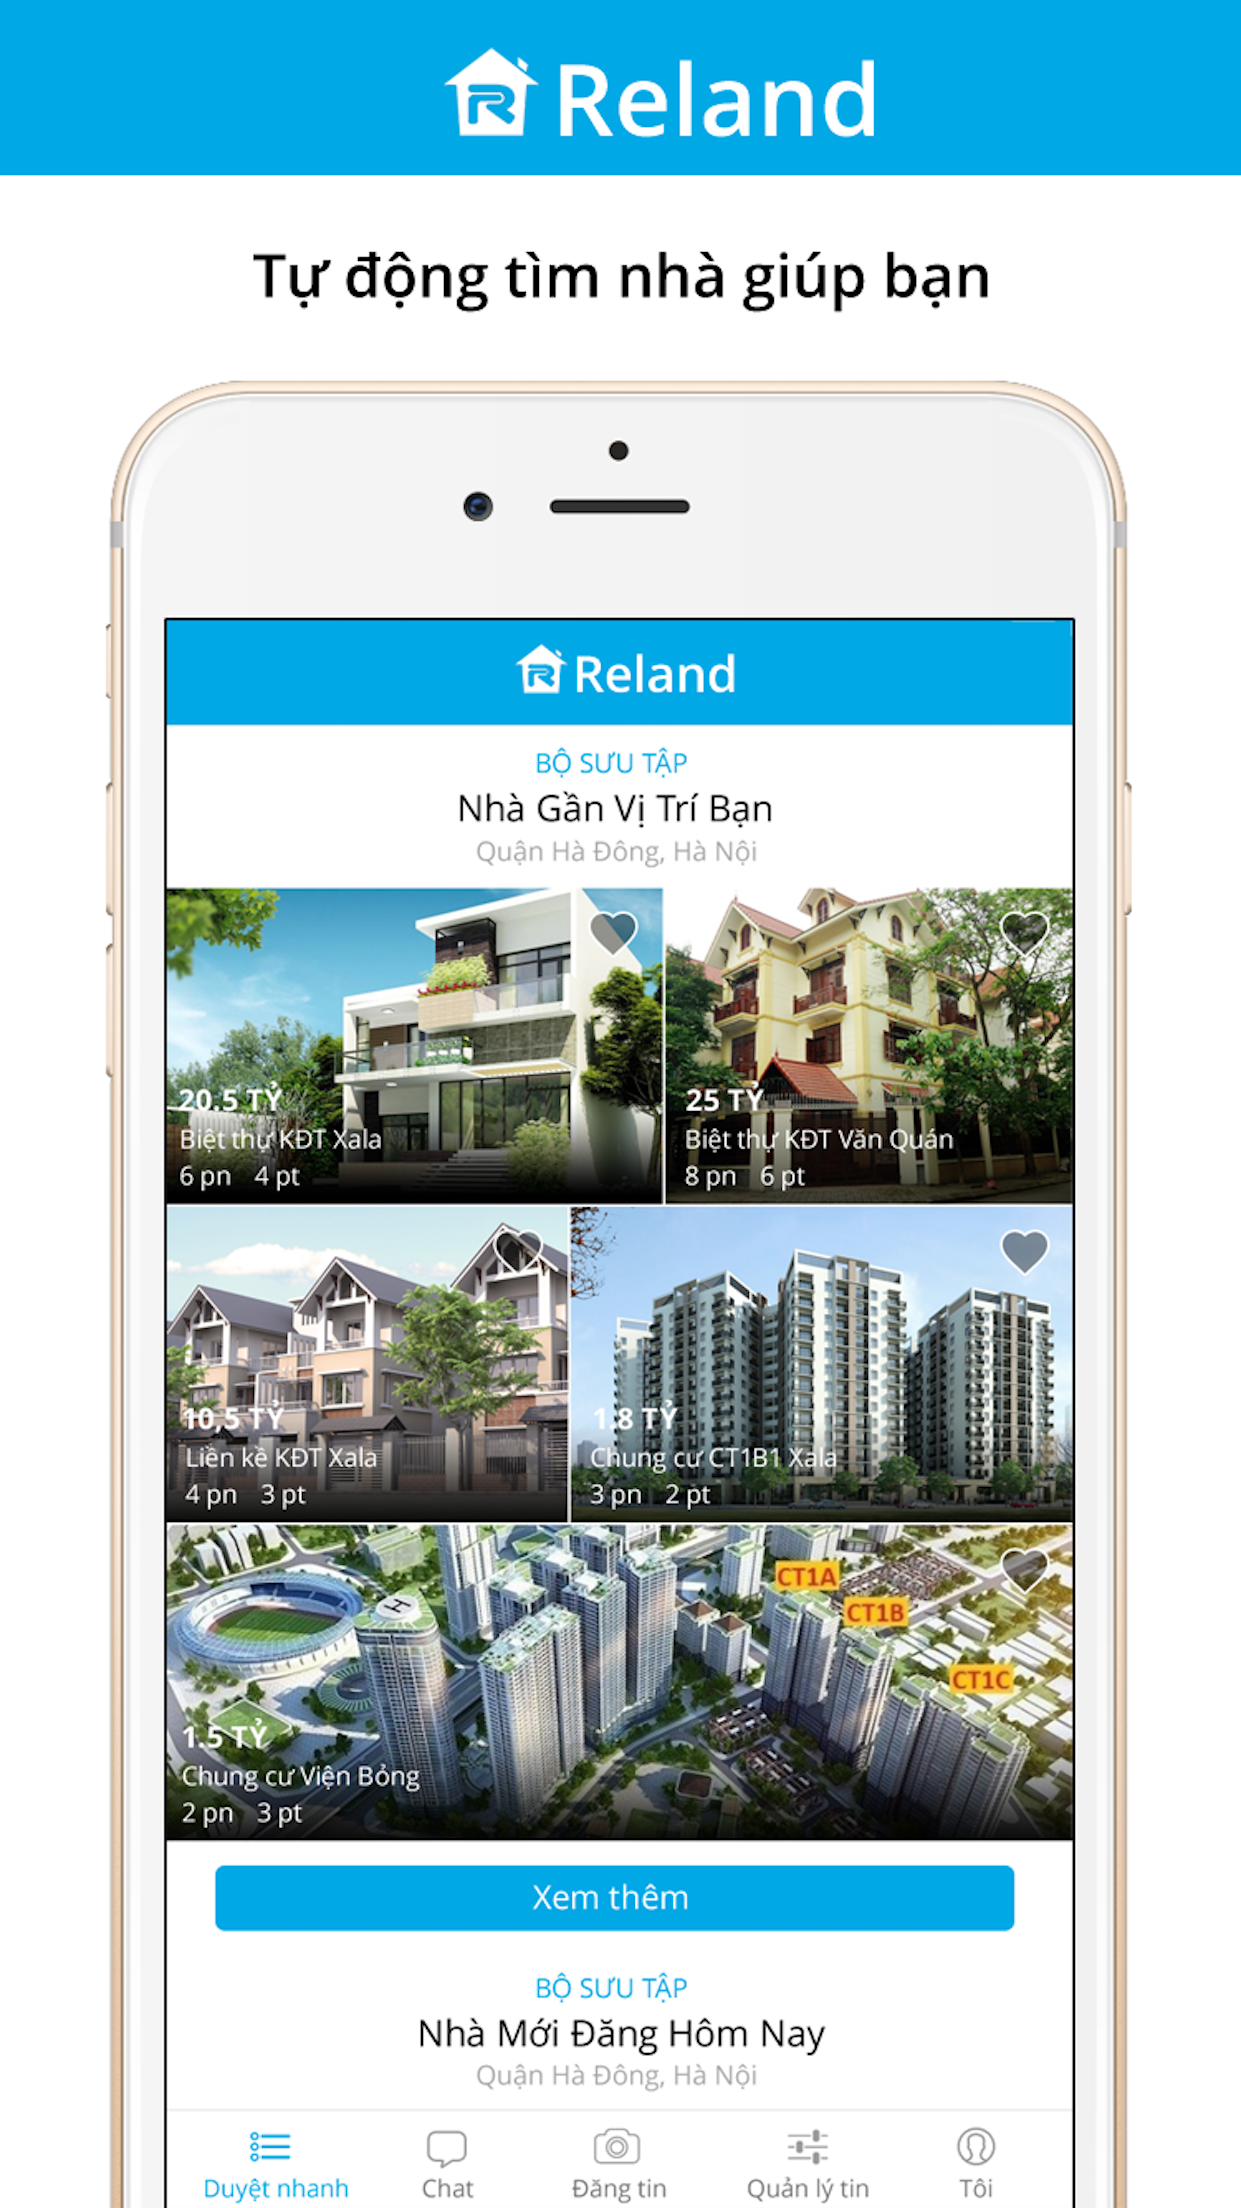 Reland
Tự động tìm nhà giúp bạn
Reland
BỘ SƯU TẬP
Nhà Gần Vị Trí Bạn
Quận Hà Đông, Hà Nội
20.5 TỶ
Biệt thự KĐT Xala
6 pn 4 pt
25 TỶ
Biệt thự KĐT Văn Quán
8 pn 6 pt
10,5 TỶ
Liền kề KĐT Xala
4 pn 3 pt
1.8 TỶ
Chung cư CT1B1 Xala
3 pn 2 pt
CT1A
CT1B
CT1C
H
1.5 TỶ
Chung cư Viện Bỏng
2 pn 3 pt
Xem thêm
BỘ SƯU TẬP
Nhà Mới Đăng Hôm Nay
Quận Hà Đông, Hà Nội
Duyệt nhanh
Chat
Đăng tin
Quản lý tin
Tôi